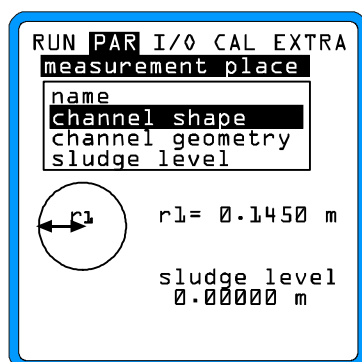 RUN PAR I/O CAL EXTRA
measurement place
name
channel shape
channel geometry
sludge level
r1 r1= 0.1450 m
sludge level
0.00000 m